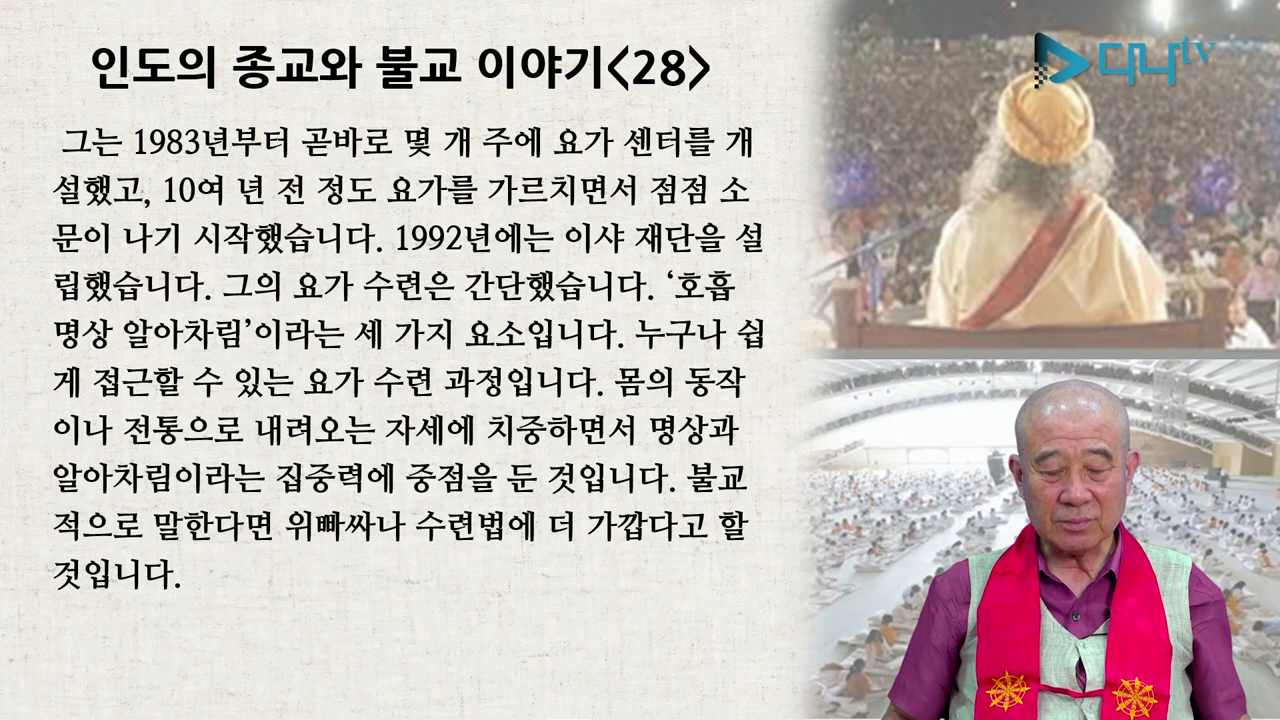 인도의 종교와 불교 이야기<28>
다나tv
그는 1983년부터 곧바로 몇 개 주에 요가 센터를 개
설했고, 10여 년 전 정도 요가를 가르치면서 점점 소
문이 나기 시작했습니다. 1992년에는 이샤 재단을 설
립했습니다. 그의 요가 수련은 간단했습니다. ‘호흡
명상 알아차림’이라는 세 가지 요소입니다. 누구나 쉽
게 접근할 수 있는 요가 수련 과정입니다. 몸의 동작
이나 전통으로 내려오는 자세에 치중하면서 명상과
알아차림이라는 집중력에 중점을 둔 것입니다. 불교
적으로 말한다면 위빠싸나 수련법에 더 가깝다고 할
것입니다.